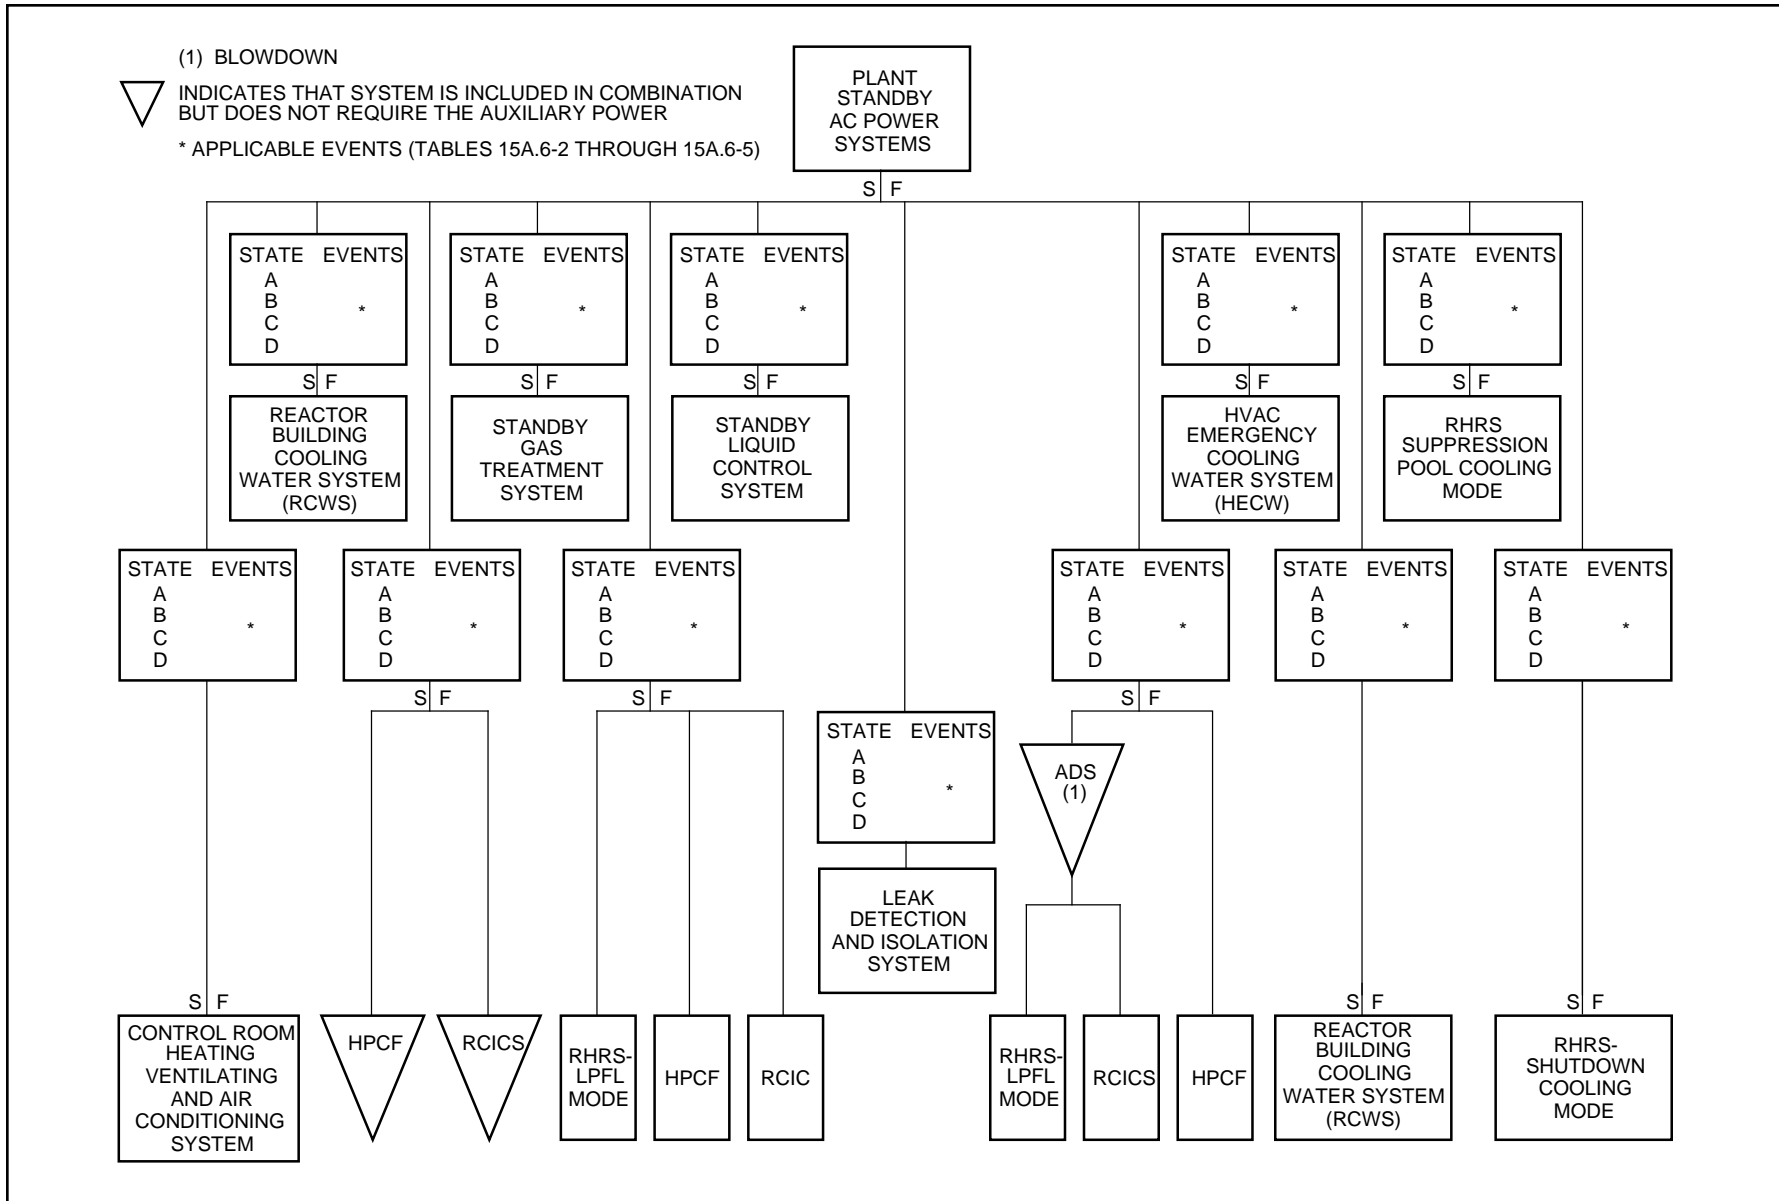 (1) BLOWDOWN
INDICATES THAT SYSTEM IS INCLUDED IN COMBINATION
BUT DOES NOT REQUIRE THE AUXILIARY POWER
* APPLICABLE EVENTS (TABLES 15A.6-2 THROUGH 15A.6-5)
PLANT
STANDBY
AC POWER
SYSTEMS
S F
STATE EVENTS
A
B
*
C
D
S F
REACTOR
BUILDING
COOLING
WATER SYSTEM
(RCWS)
STATE EVENTS
A
B
*
C
D
S F
STANDBY
GAS
TREATMENT
SYSTEM
STATE EVENTS
A
B
*
C
D
S F
STANDBY
LIQUID
CONTROL
SYSTEM
STATE EVENTS
A
B
*
C
D
S F
HVAC
EMERGENCY
COOLING
WATER SYSTEM
(HECW)
STATE EVENTS
A
B
*
C
D
S F
RHRS
SUPPRESSION
POOL COOLING
MODE
STATE EVENTS
A
B
*
C
D
S F
CONTROL ROOM
HEATING
VENTILATING
AND AIR
CONDITIONING
SYSTEM
STATE EVENTS
A
B
*
C
D
S F
HPCF
RCICS
STATE EVENTS
A
B
*
C
D
S F
RHRS-
LPFL
MODE
HPCF
RCIC
STATE EVENTS
A
B
*
C
D
LEAK
DETECTION
AND ISOLATION
SYSTEM
STATE EVENTS
A
B
*
C
D
S F
ADS
(1)
RHRS-
LPFL
MODE
RCICS
HPCF
STATE EVENTS
A
B
*
C
D
S F
REACTOR
BUILDING
COOLING
WATER SYSTEM
(RCWS)
STATE EVENTS
A
B
*
C
D
S F
RHRS-
SHUTDOWN
COOLING
MODE